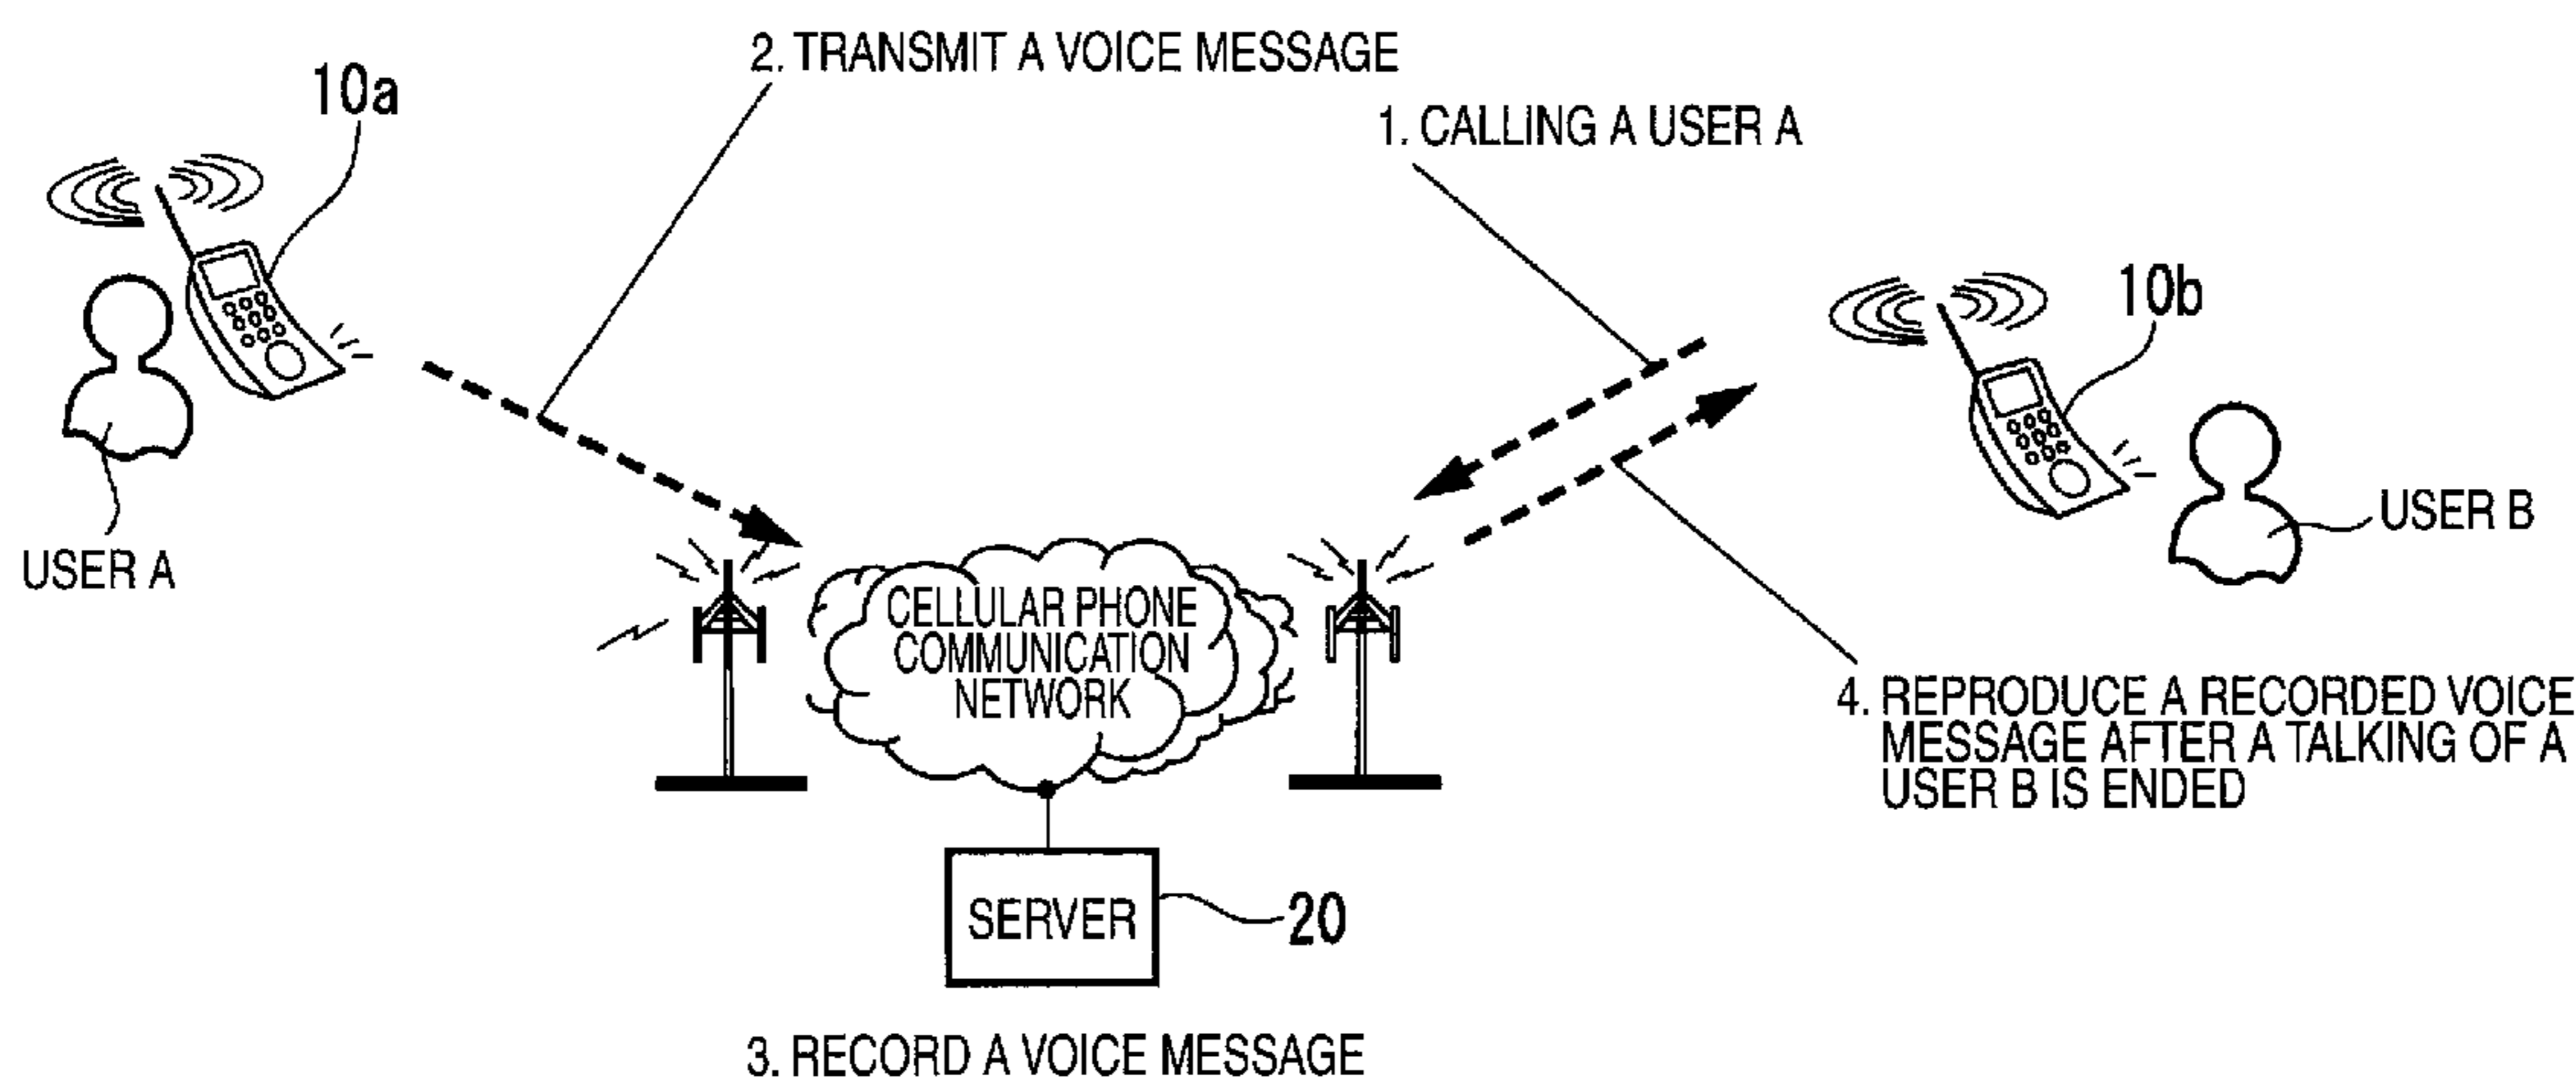 2. TRANSMIT A VOICE MESSAGE
10a
1. CALLING A USER A
10b
USER B
USER A
CELLULAR PHONE
COMMUNICATION
NETWORK
4. REPRODUCE A RECORDED VOICE
MESSAGE AFTER A TALKING OF A
USER B IS ENDED
SERVER
20
3. RECORD A VOICE MESSAGE